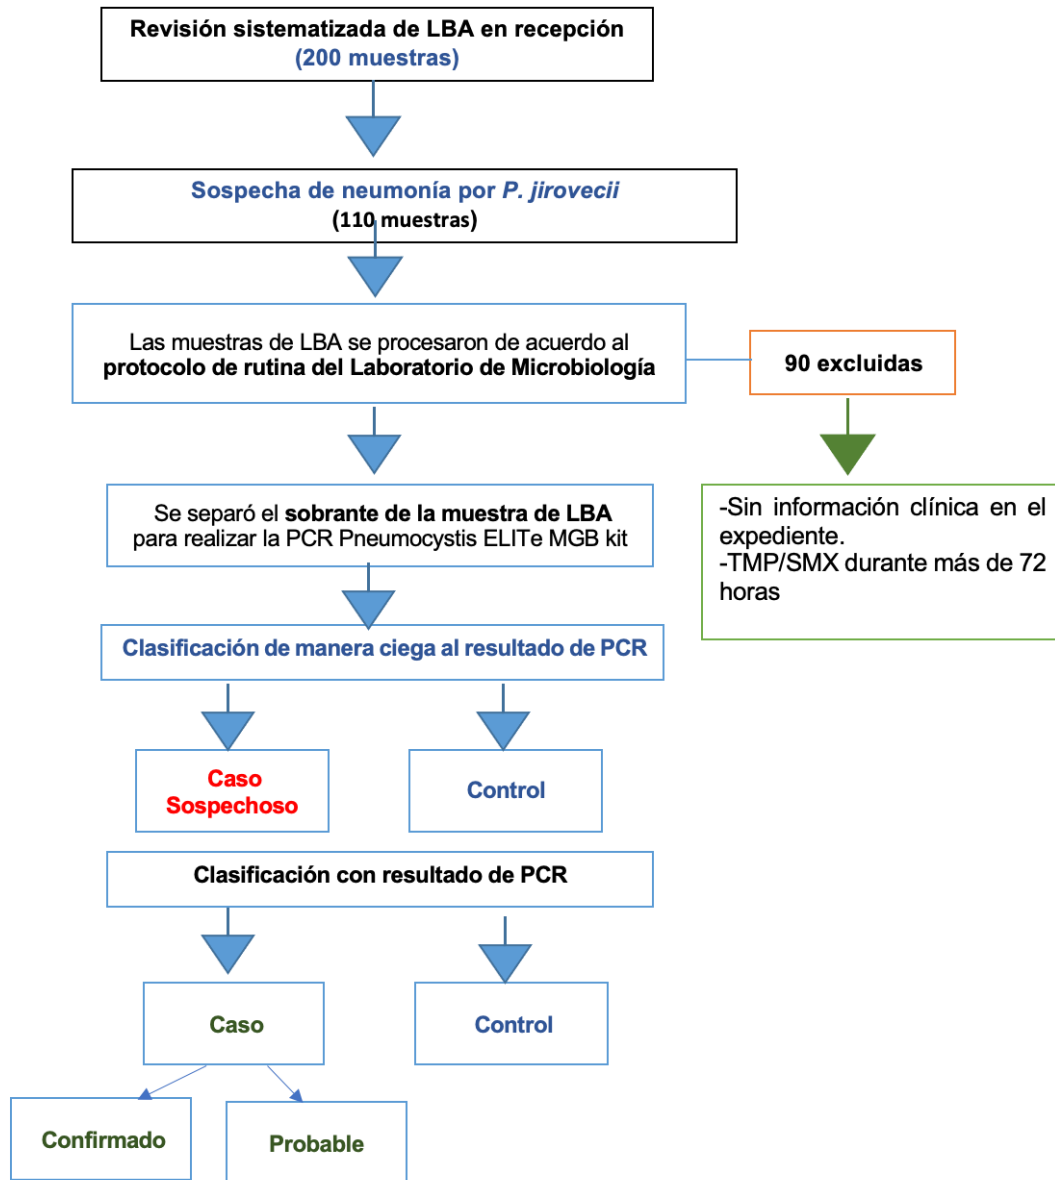 Revisión sistematizada de LBA en recepción
(200 muestras)
Sospecha de neumonía por P. jirovecii
(110 muestras)
Las muestras de LBA se procesaron de acuerdo al
protocolo de rutina del Laboratorio de Microbiología
90 excluidas
-Sin información clínica en el
expediente.
-TMP/SMX durante más de 72
horas
Se separó el sobrante de la muestra de LBA
para realizar la PCR Pneumocystis ELITe MGB kit
Clasificación de manera ciega al resultado de PCR
Caso
Sospechoso
Control
Clasificación con resultado de PCR
Caso
Control
Confirmado
Probable